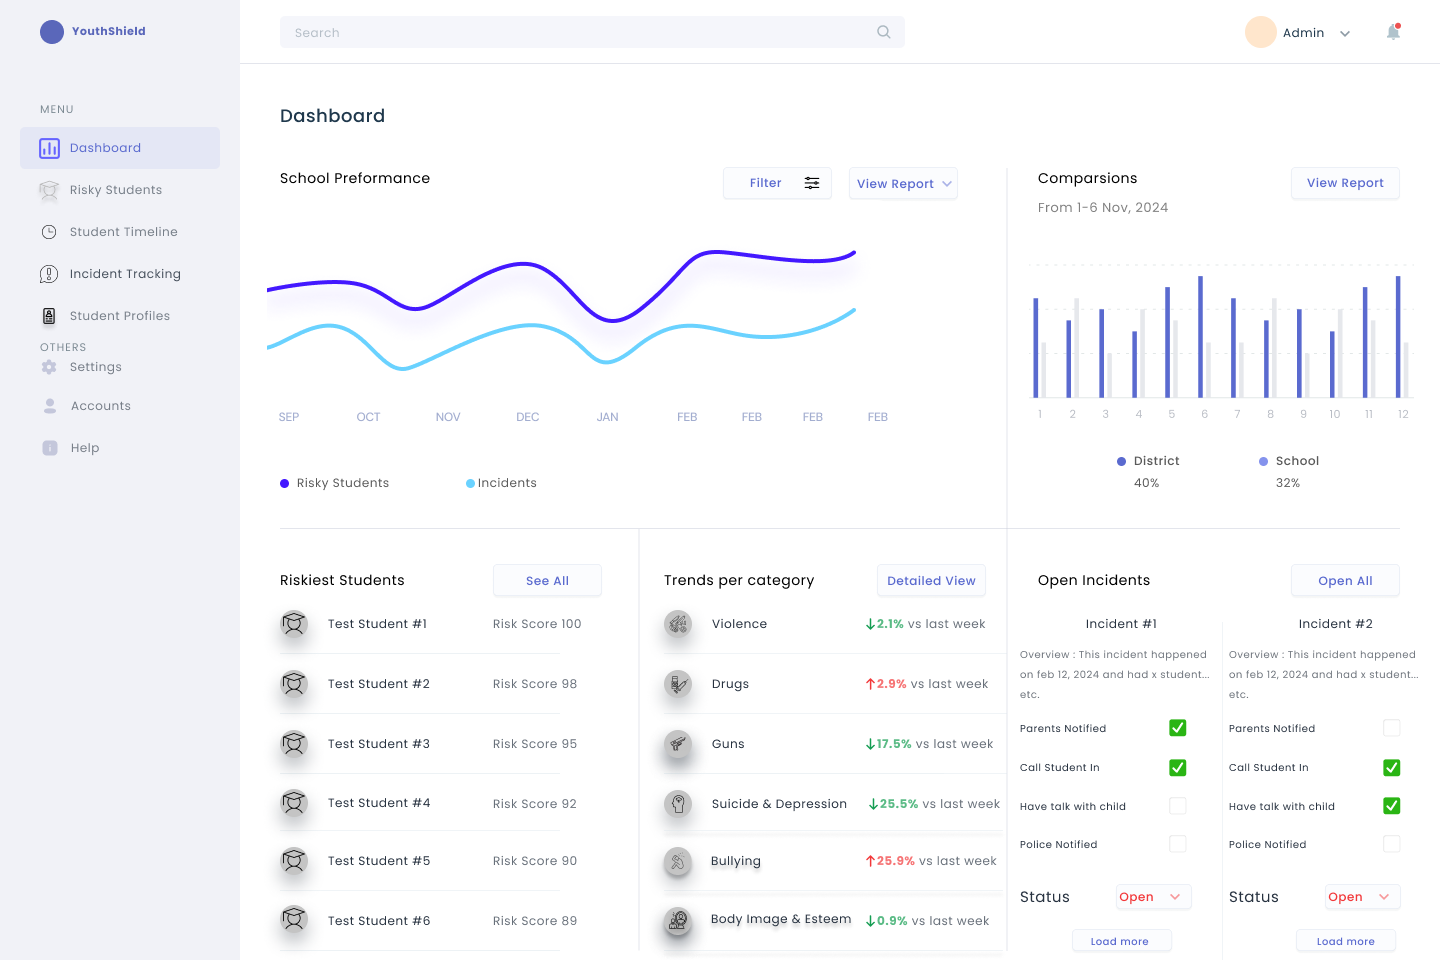 YouthShield
Search
Admin
MENU
Dashboard
Risky Students
Student Timeline
Incident Tracking
Student Profiles
OTHERS
Settings
Accounts
Help
Dashboard
School Preformance
Filter
View Report
SEP OCT NOV DEC JAN FEB FEB FEB FEB
Risky Students
Incidents
Comparsions
View Report
From 1-6 Nov, 2024
1 2 3 4 5 6 7 8 9 10 11 12
District
School
40%
32%
Riskiest Students
See All
Test Student #1 Risk Score 100
Test Student #2 Risk Score 98
Test Student #3 Risk Score 95
Test Student #4 Risk Score 92
Test Student #5 Risk Score 90
Test Student #6 Risk Score 89
Trends per category
Detailed View
Violence 2.1% vs last week
Drugs 2.9% vs last week
Guns 17.5% vs last week
Suicide & Depression 25.5% vs last week
Bullying 25.9% vs last week
Body Image & Esteem 0.9% vs last week
Open Incidents
Open All
Incident #1
Overview : This incident happened
on feb 12, 2024 and had x student...
etc.
Parents Notified
Call Student In
Have talk with child
Police Notified
Status Open
Load more
Incident #2
Overview : This incident happened
on feb 12, 2024 and had x student...
etc.
Parents Notified
Call Student In
Have talk with child
Police Notified
Status Open
Load more